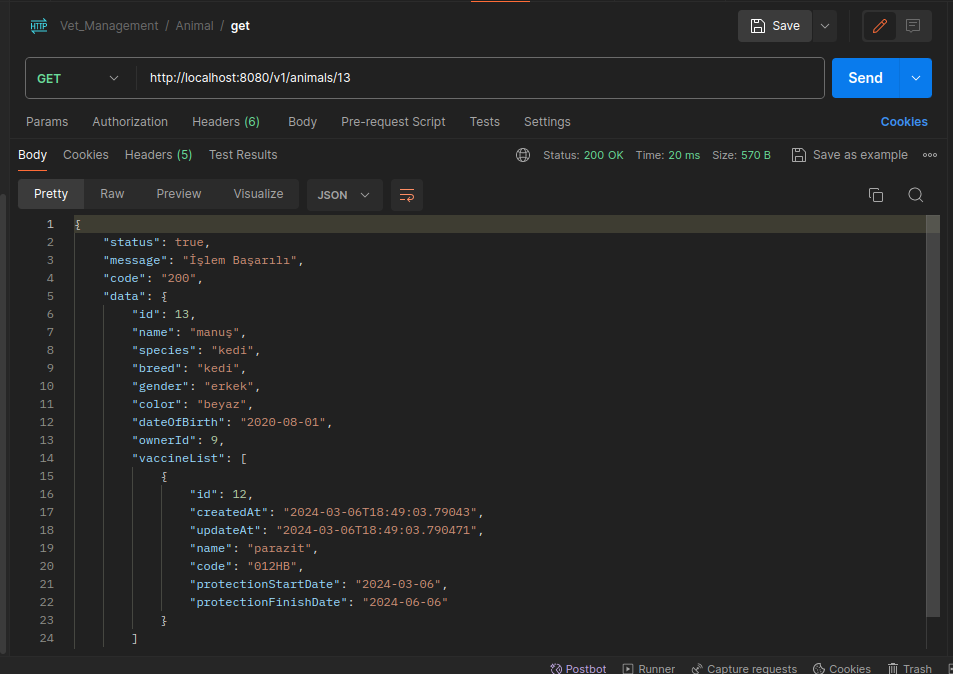 HTTP Vet_Management / Animal / get Save
GET http://localhost:8080/v1/animals/13 Send
Params Authorization Headers (6) Body Pre-request Script Tests Settings Cookies
Body Cookies Headers (5) Test Results Status: 200 OK Time: 20 ms Size: 570 B Save as example
Pretty Raw Preview Visualize JSON
1 {
2 "status": true,
3 "message": "İşlem Başarılı",
4 "code": "200",
5 "data": {
6 "id": 13,
7 "name": "manuş",
8 "species": "kedi",
9 "breed": "kedi",
10 "gender": "erkek",
11 "color": "beyaz",
12 "dateOfBirth": "2020-08-01",
13 "ownerId": 9,
14 "vaccineList": [
15 {
16 "id": 12,
17 "createdAt": "2024-03-06T18:49:03.79043",
18 "updateAt": "2024-03-06T18:49:03.790471",
19 "name": "parazit",
20 "code": "012HB",
21 "protectionStartDate": "2024-03-06",
22 "protectionFinishDate": "2024-06-06"
23 }
24 ]
Postbot Runner Capture requests Cookies Trash